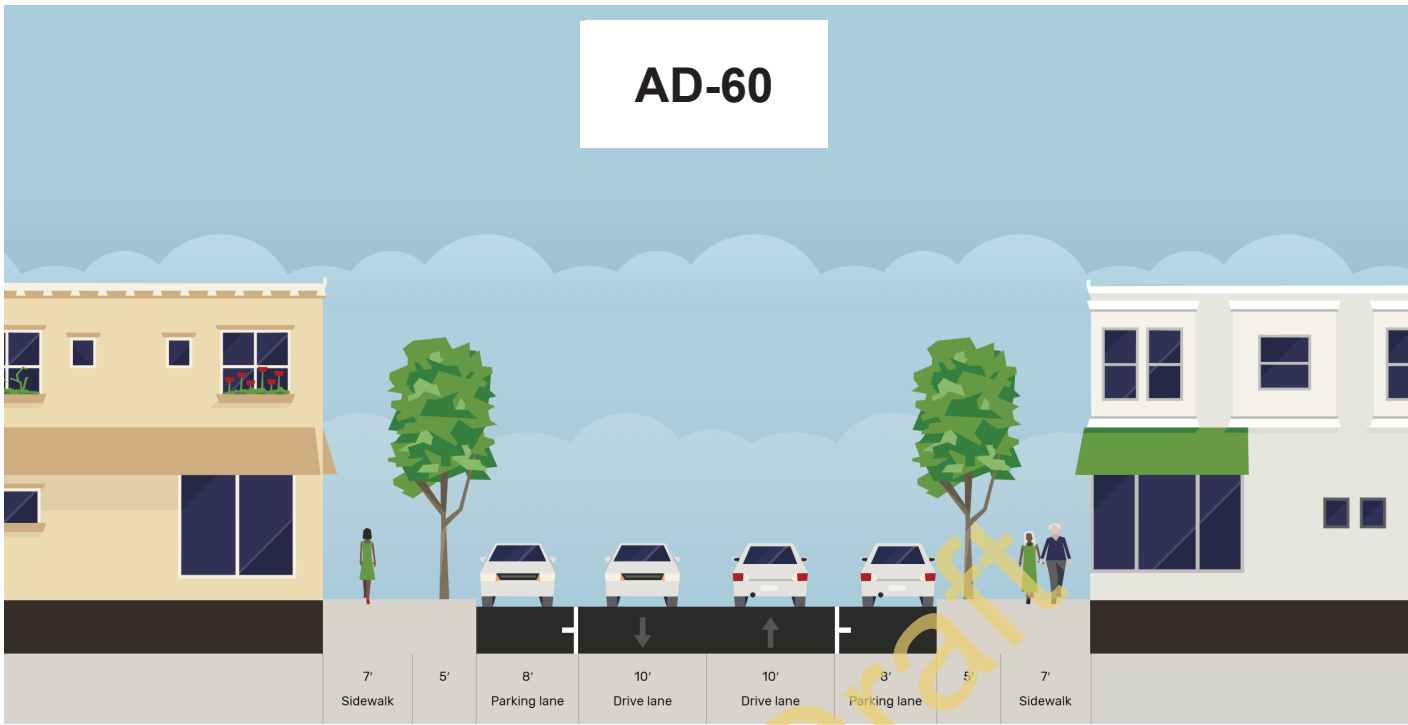 AD-60
7′ 5′ 8′ 10′ 10′ 8′ 5′ 7′
Sidewalk Parking lane Drive lane Drive lane Parking lane Sidewalk
Draft